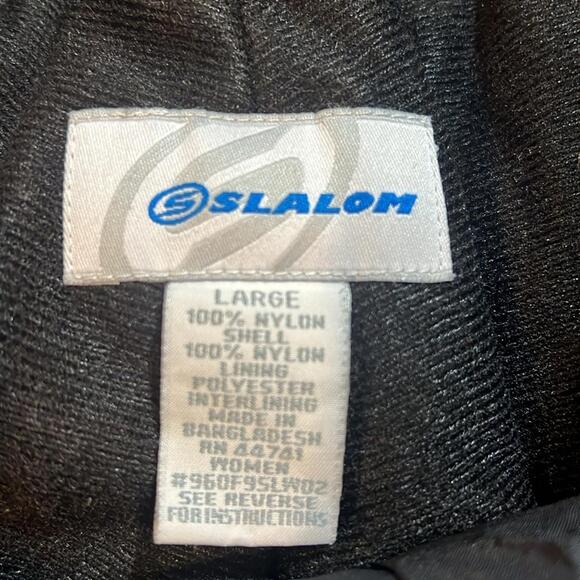 SLALOM
LARGE
100% NYLON
SHELL
100% NYLON
LINING
POLYESTER
INTERLINING
MADE IN
BANGLADESH
RN 44741
WOMEN
#960F9SLW02
SEE REVERSE
FOR INSTRUCTIONS